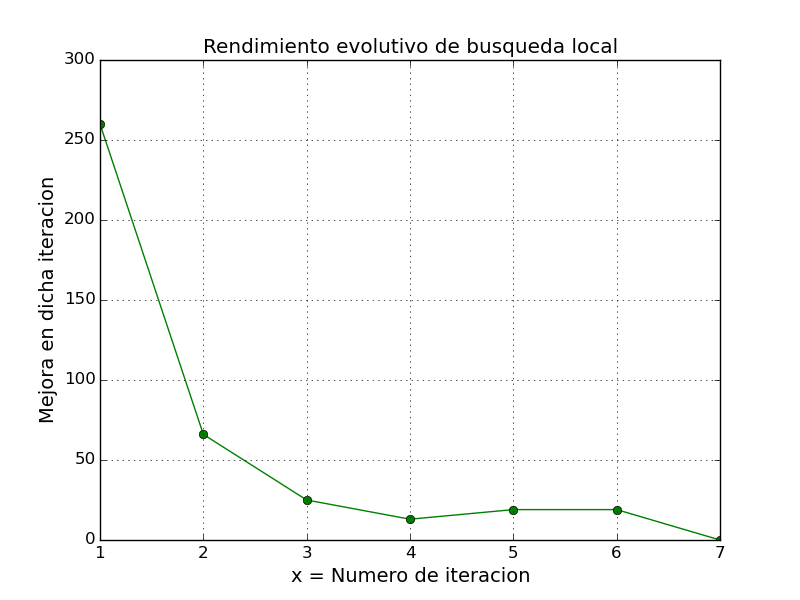 Rendimiento evolutivo de busqueda local
300
250
200
150
100
50
0
Mejora en dicha iteracion
1 2 3 4 5 6 7
x = Numero de iteracion